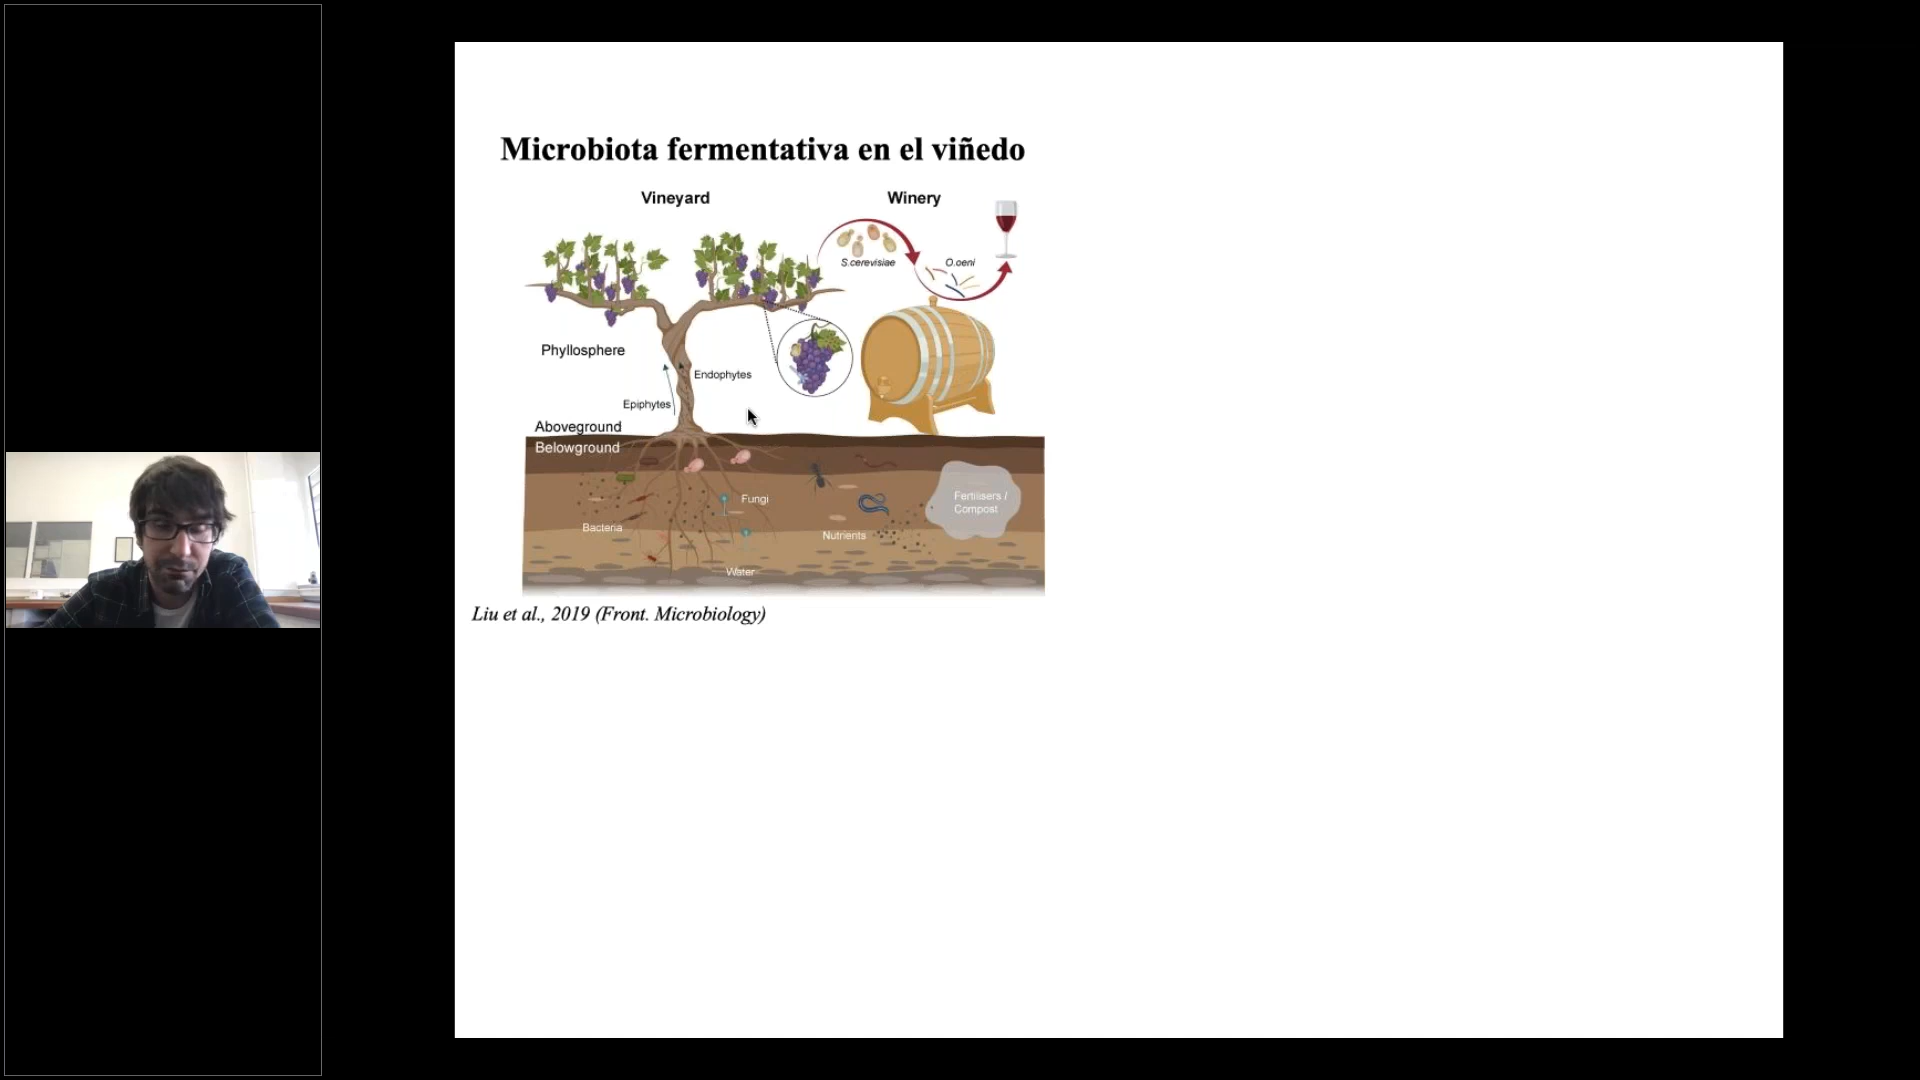 Microbiota fermentativa en el viñedo
Vineyard
Winery
S.cerevisiae
O.oeni
Phyllosphere
Endophytes
Epiphytes
Aboveground
Belowground
Fungi
Fertilisers /
Compost
Bacteria
Nutrients
Water
Liu et al., 2019 (Front. Microbiology)